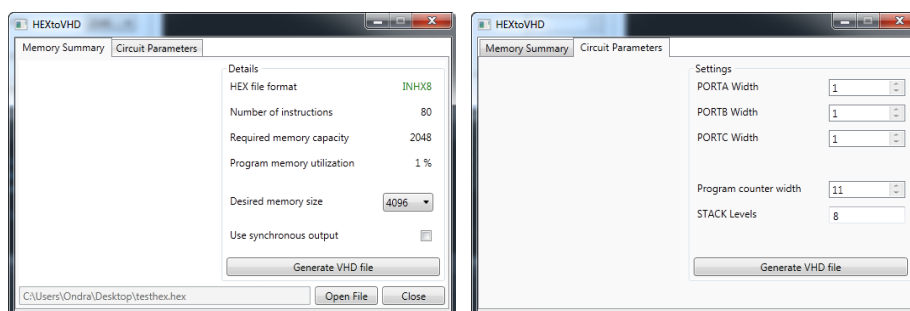 HEXtoVHD
Memory Summary Circuit Parameters
Details
HEX file format INHX8
Number of instructions 80
Required memory capacity 2048
Program memory utilization 1 %
Desired memory size 4096
Use synchronous output
Generate VHD file
C:\Users\Ondra\Desktop\testhex.hex Open File Close
HEXtoVHD
Memory Summary Circuit Parameters
Settings
PORTA Width 1
PORTB Width 1
PORTC Width 1
Program counter width 11
STACK Levels 8
Generate VHD file